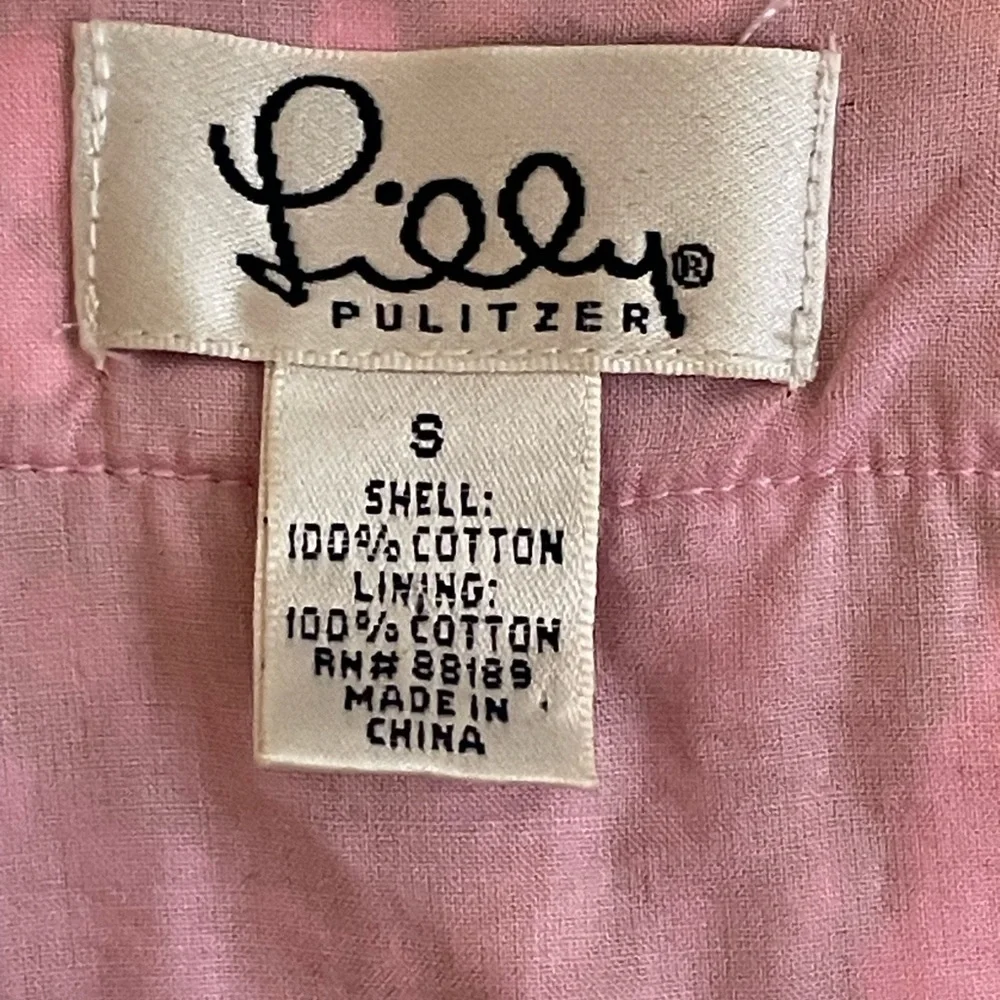 Lilly®
PULITZER
S
SHELL:
100% COTTON
LINING:
100% COTTON
RN# 88189
MADE IN
CHINA